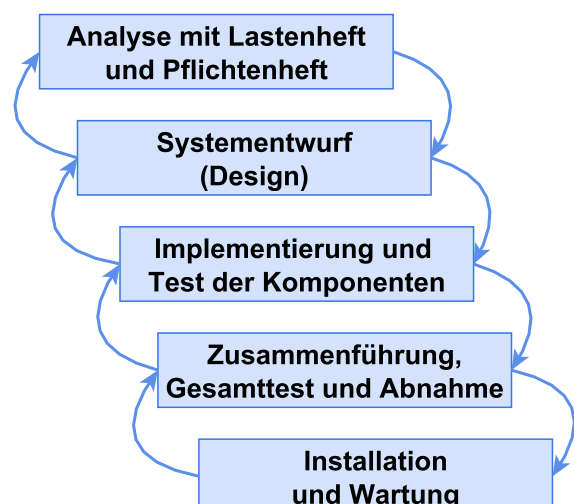 Analyse mit Lastenheft
und Pflichtenheft
Systementwurf
(Design)
Implementierung und
Test der Komponenten
Zusammenführung,
Gesamttest und Abnahme
Installation
und Wartung